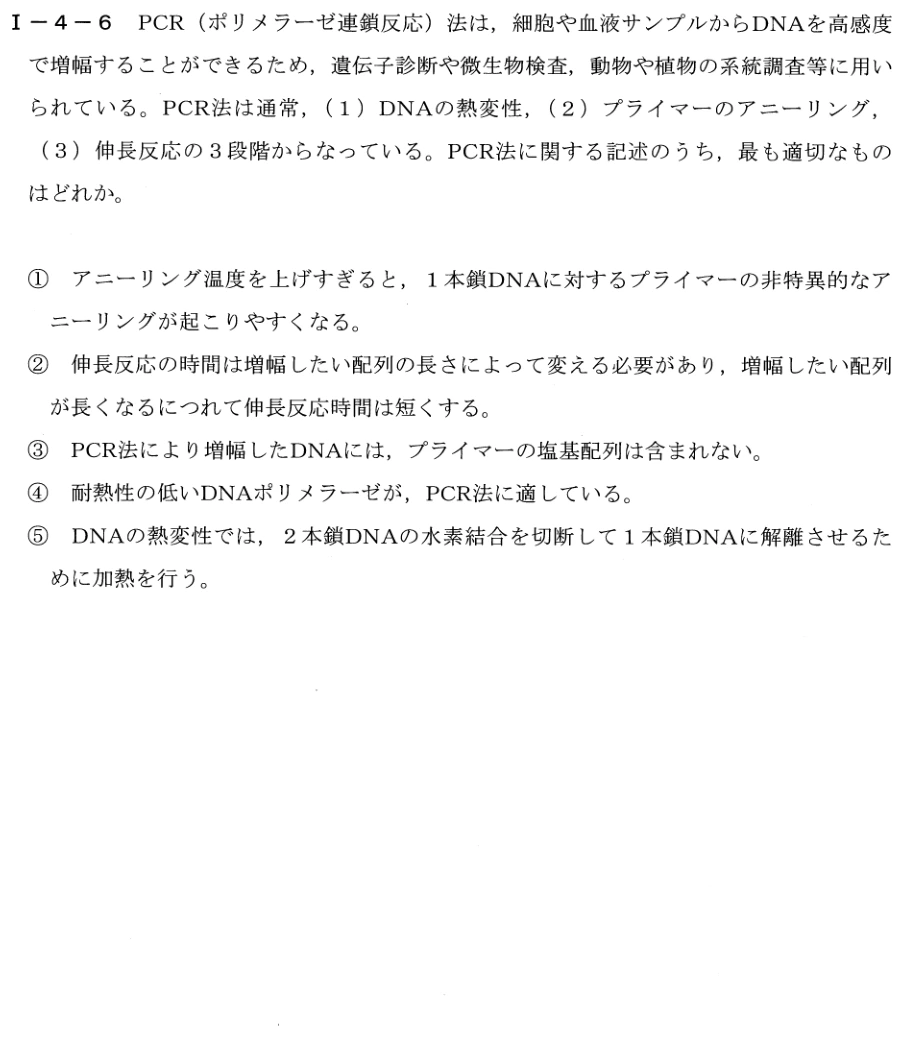 Ⅰ－４－６　PCR（ポリメラーゼ連鎖反応）法は，細胞や血液サンプルからDNAを高感度
で増幅することができるため，遺伝子診断や微生物検査，動物や植物の系統調査等に用い
られている。PCR法は通常，（１）DNAの熱変性，（２）プライマーのアニーリング，
（３）伸長反応の３段階からなっている。PCR法に関する記述のうち，最も適切なもの
はどれか。
①　アニーリング温度を上げすぎると，１本鎖DNAに対するプライマーの非特異的なア
ニーリングが起こりやすくなる。
②　伸長反応の時間は増幅したい配列の長さによって変える必要があり，増幅したい配列
が長くなるにつれて伸長反応時間は短くする。
③　PCR法により増幅したDNAには，プライマーの塩基配列は含まれない。
④　耐熱性の低いDNAポリメラーゼが，PCR法に適している。
⑤　DNAの熱変性では，２本鎖DNAの水素結合を切断して１本鎖DNAに解離させるた
めに加熱を行う。